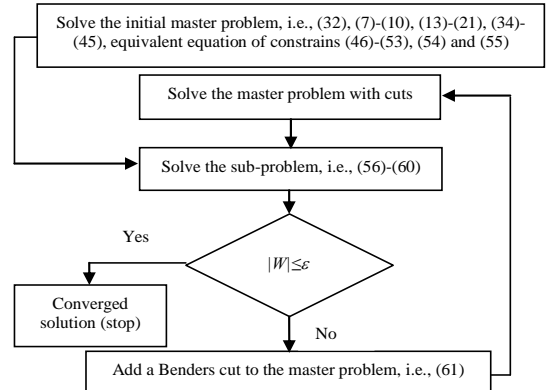 Solve the initial master problem, i.e., (32), (7)-(10), (13)-(21), (34)-
(45), equivalent equation of constrains (46)-(53), (54) and (55)
Solve the master problem with cuts
Solve the sub-problem, i.e., (56)-(60)
Yes
|W|≤ε
Converged
solution (stop)
No
Add a Benders cut to the master problem, i.e., (61)